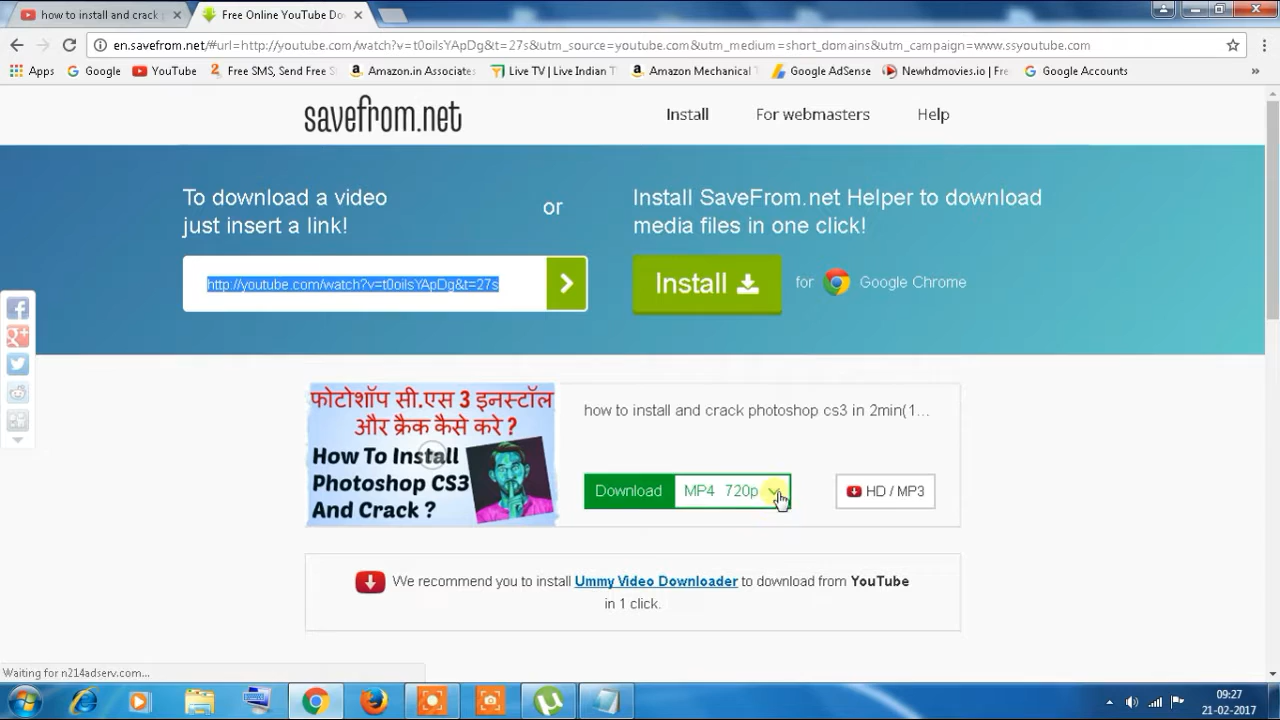 how to install and crack p
Free Online YouTube Do
en.savefrom.net/#url=http://youtube.com/watch?v=t0oilsYApDg&t=27s&utm_source=youtube.com&utm_medium=short_domains&utm_campaign=www.ssyoutube.com
Apps Google YouTube Free SMS, Send Free S Amazon.in Associates Live TV | Live Indian T Amazon Mechanical T Google AdSense Newhdmovies.io | Fre Google Accounts »
savefrom.net
Install For webmasters Help
To download a video
just insert a link!
or
Install SaveFrom.net Helper to download
media files in one click!
http://youtube.com/watch?v=t0oilsYApDg&t=27s
Install for Google Chrome
फोटोशॉप सी.एस 3 इनस्टॉल
और क्रैक कैसे करे ?
How To Install
Photoshop CS3
And Crack ?
how to install and crack photoshop cs3 in 2min(1...
Download MP4 720p
HD / MP3
We recommend you to install Ummy Video Downloader to download from YouTube
in 1 click.
Waiting for n214adserv.com...
09:27
21-02-2017